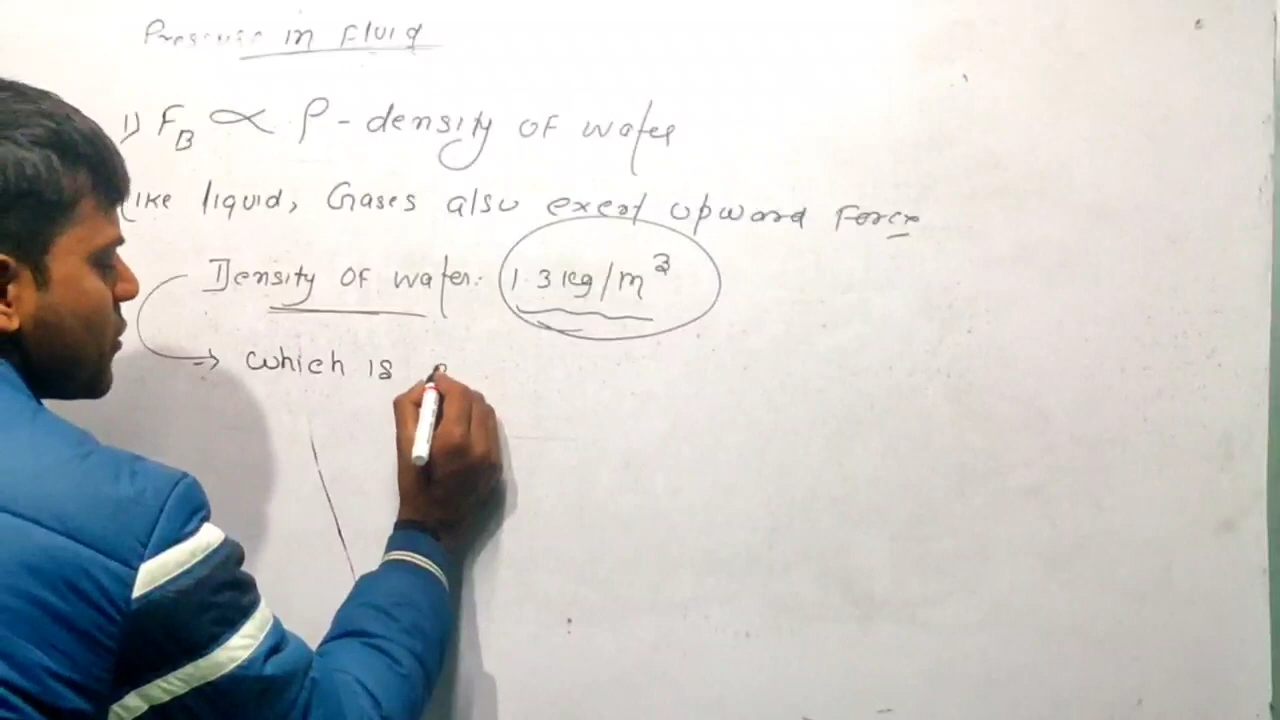 Pressure in Fluid
1) FB ∝ ρ - density of water
Like liquid, Gases also exert upward Force
Density of water: 1.3 kg/m³
→ which is